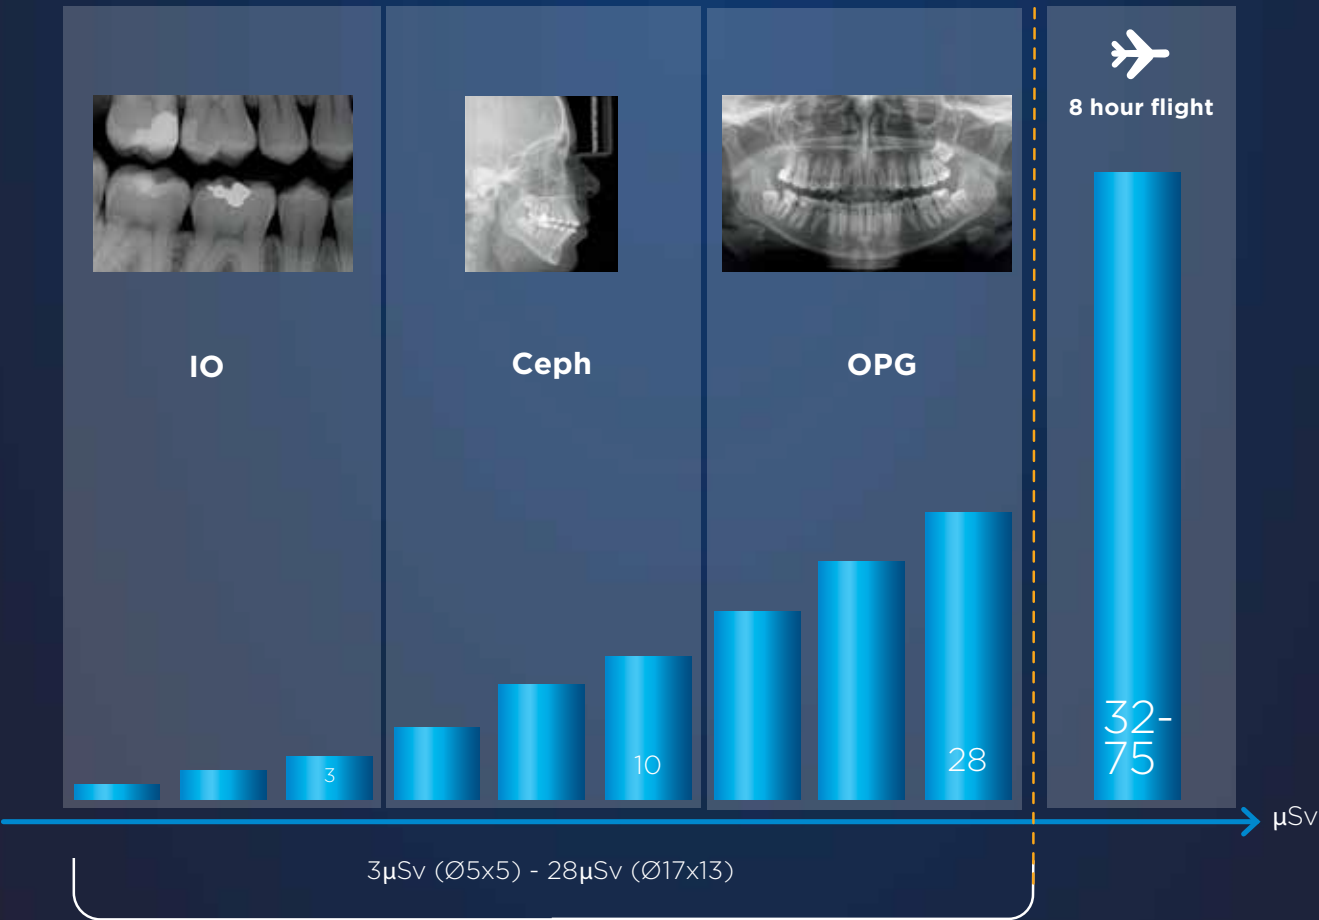 8 hour flight
IO
Ceph
OPG
3
10
28
32-
75
µSv
3µSv (Ø5x5) - 28µSv (Ø17x13)